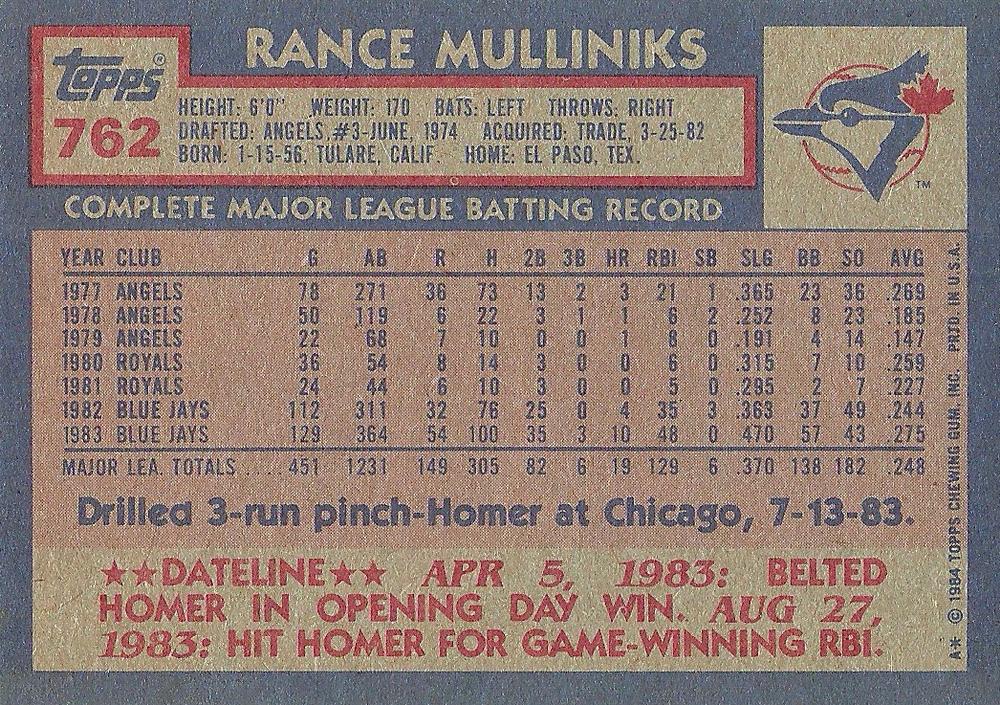 RANCE MULLINIKS
topps®
762
HEIGHT: 6'0" WEIGHT: 170 BATS: LEFT THROWS: RIGHT
DRAFTED: ANGELS, #3-JUNE, 1974 ACQUIRED: TRADE, 3-25-82
BORN: 1-15-56, TULARE, CALIF. HOME: EL PASO, TEX.
TM
COMPLETE MAJOR LEAGUE BATTING RECORD
YEAR CLUB G AB R H 2B 3B HR RBI SB SLG BB SO AVG
1977 ANGELS 78 271 36 73 13 2 3 21 1 .365 23 36 .269
1978 ANGELS 50 119 6 22 3 1 1 6 2 .252 8 23 .185
1979 ANGELS 22 68 7 10 0 0 1 8 0 .191 4 14 .147
1980 ROYALS 36 54 8 14 3 0 0 6 0 .315 7 10 .259
1981 ROYALS 24 44 6 10 3 0 0 5 0 .295 2 7 .227
1982 BLUE JAYS 112 311 32 76 25 0 4 35 3 .363 37 49 .244
1983 BLUE JAYS 129 364 54 100 35 3 10 48 0 .470 57 43 .275
MAJOR LEA. TOTALS ..... 451 1231 149 305 82 6 19 129 6 .370 138 182 .248
Drilled 3-run pinch-Homer at Chicago, 7-13-83.
★★DATELINE★★ APR 5, 1983: BELTED
HOMER IN OPENING DAY WIN. AUG 27,
1983: HIT HOMER FOR GAME-WINNING RBI.
A* © 1984 TOPPS CHEWING GUM, INC. PRTD. IN U.S.A.